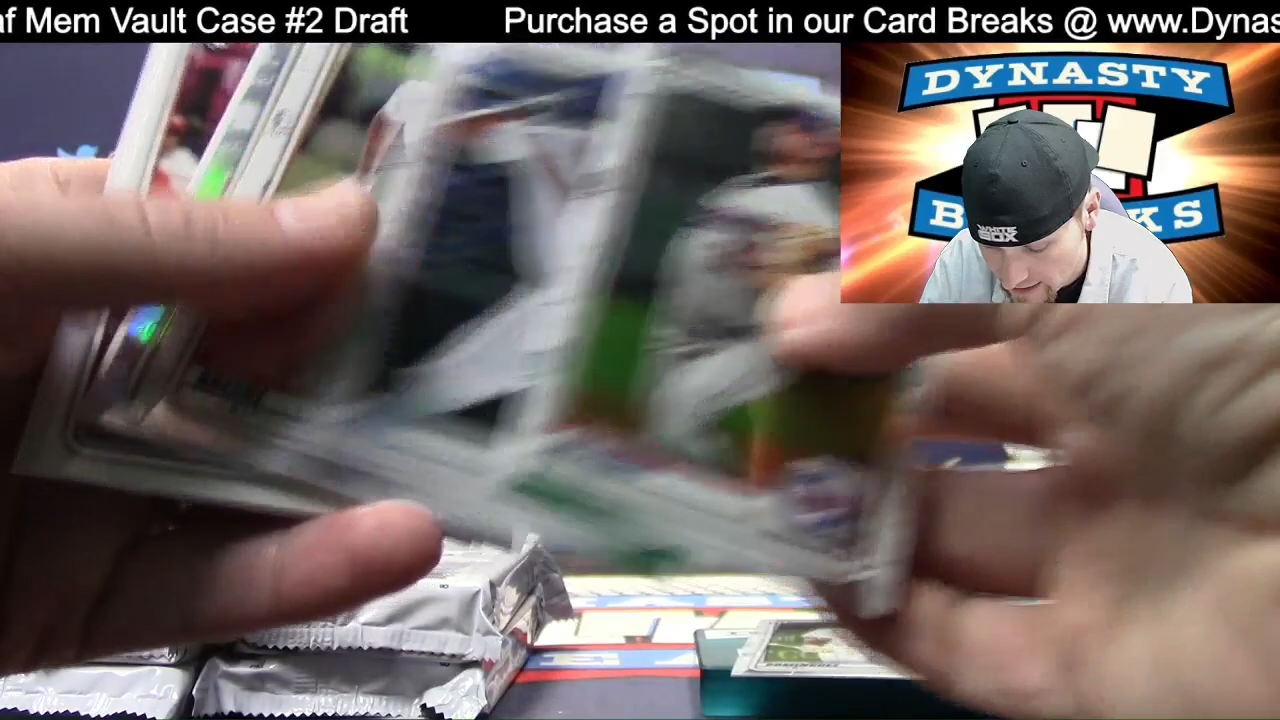 af Mem Vault Case #2 Draft Purchase a Spot in our Card Breaks @ www.Dynas
DYNASTY
B KS
WHITE
SOX